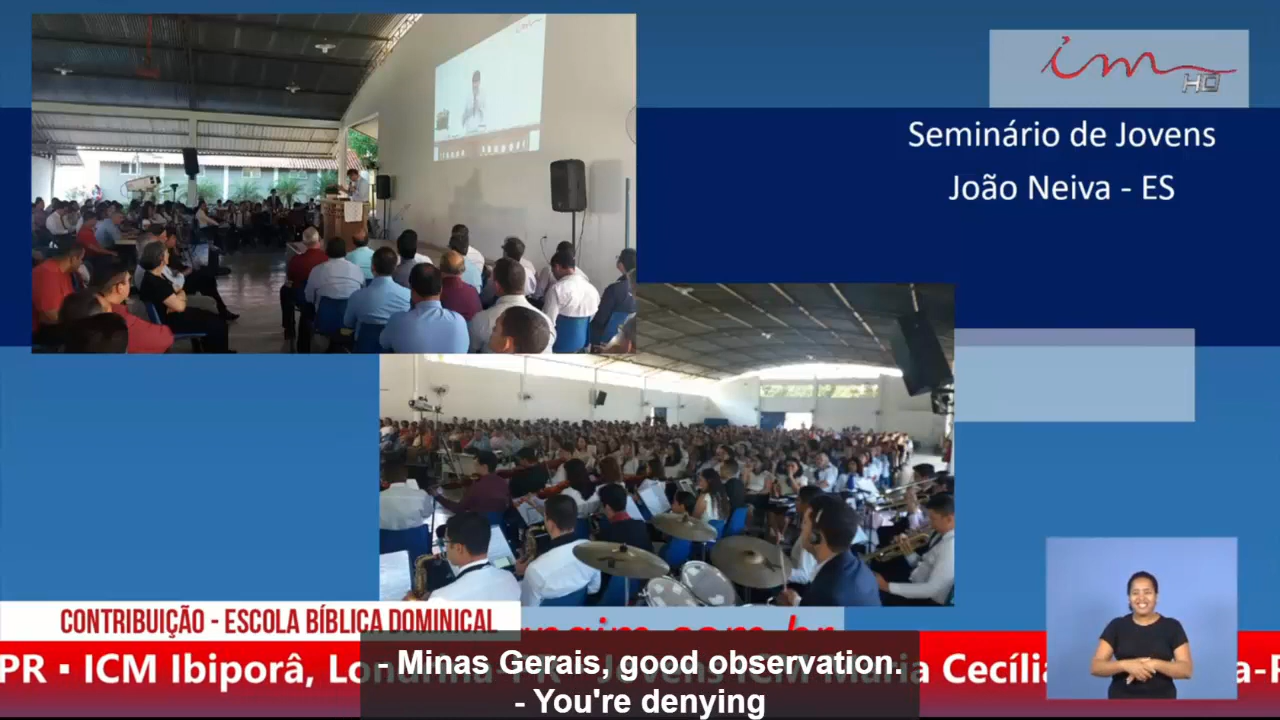 im
HD
Seminário de Jovens
João Neiva - ES
CONTRIBUIÇÃO - ESCOLA BÍBLICA DOMINICAL
PR • ICM Ibiporâ, Lo
- Minas Gerais, good observation.
- You're denying